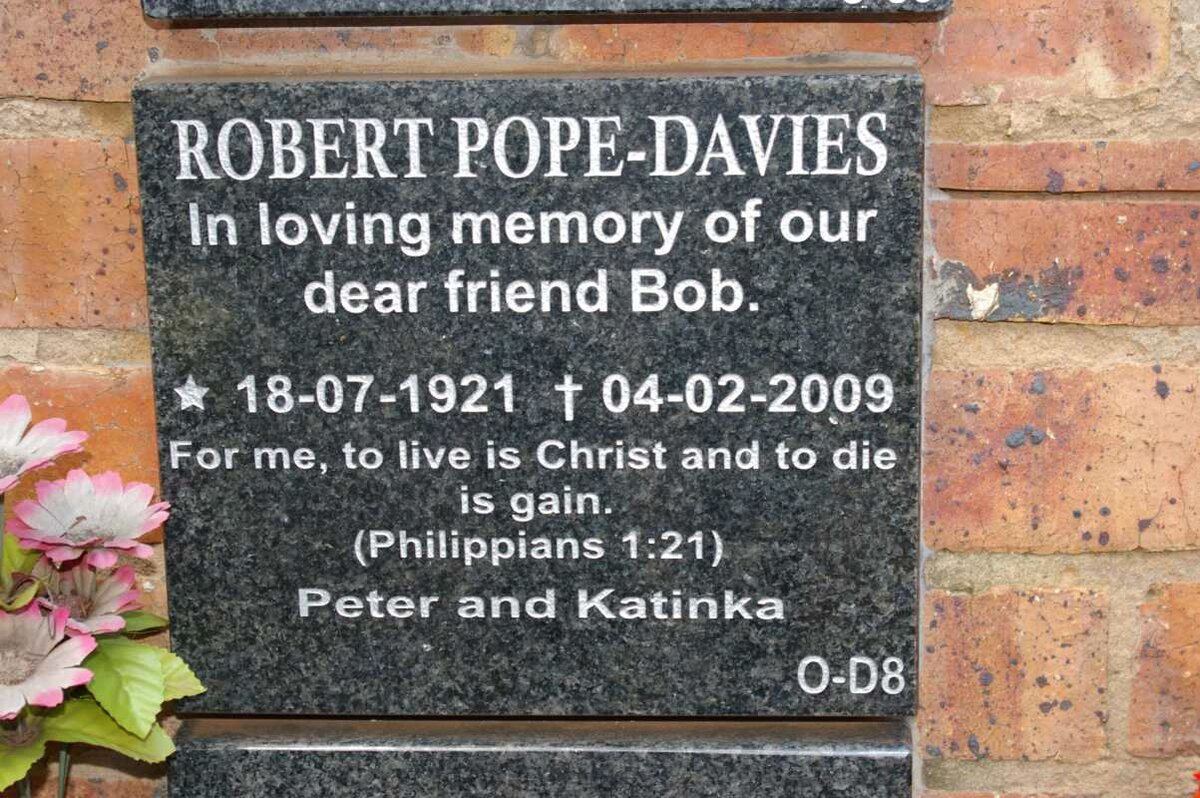 ROBERT POPE-DAVIES
In loving memory of our
dear friend Bob.
★ 18-07-1921 † 04-02-2009
For me, to live is Christ and to die
is gain.
(Philippians 1:21)
Peter and Katinka
O-D8